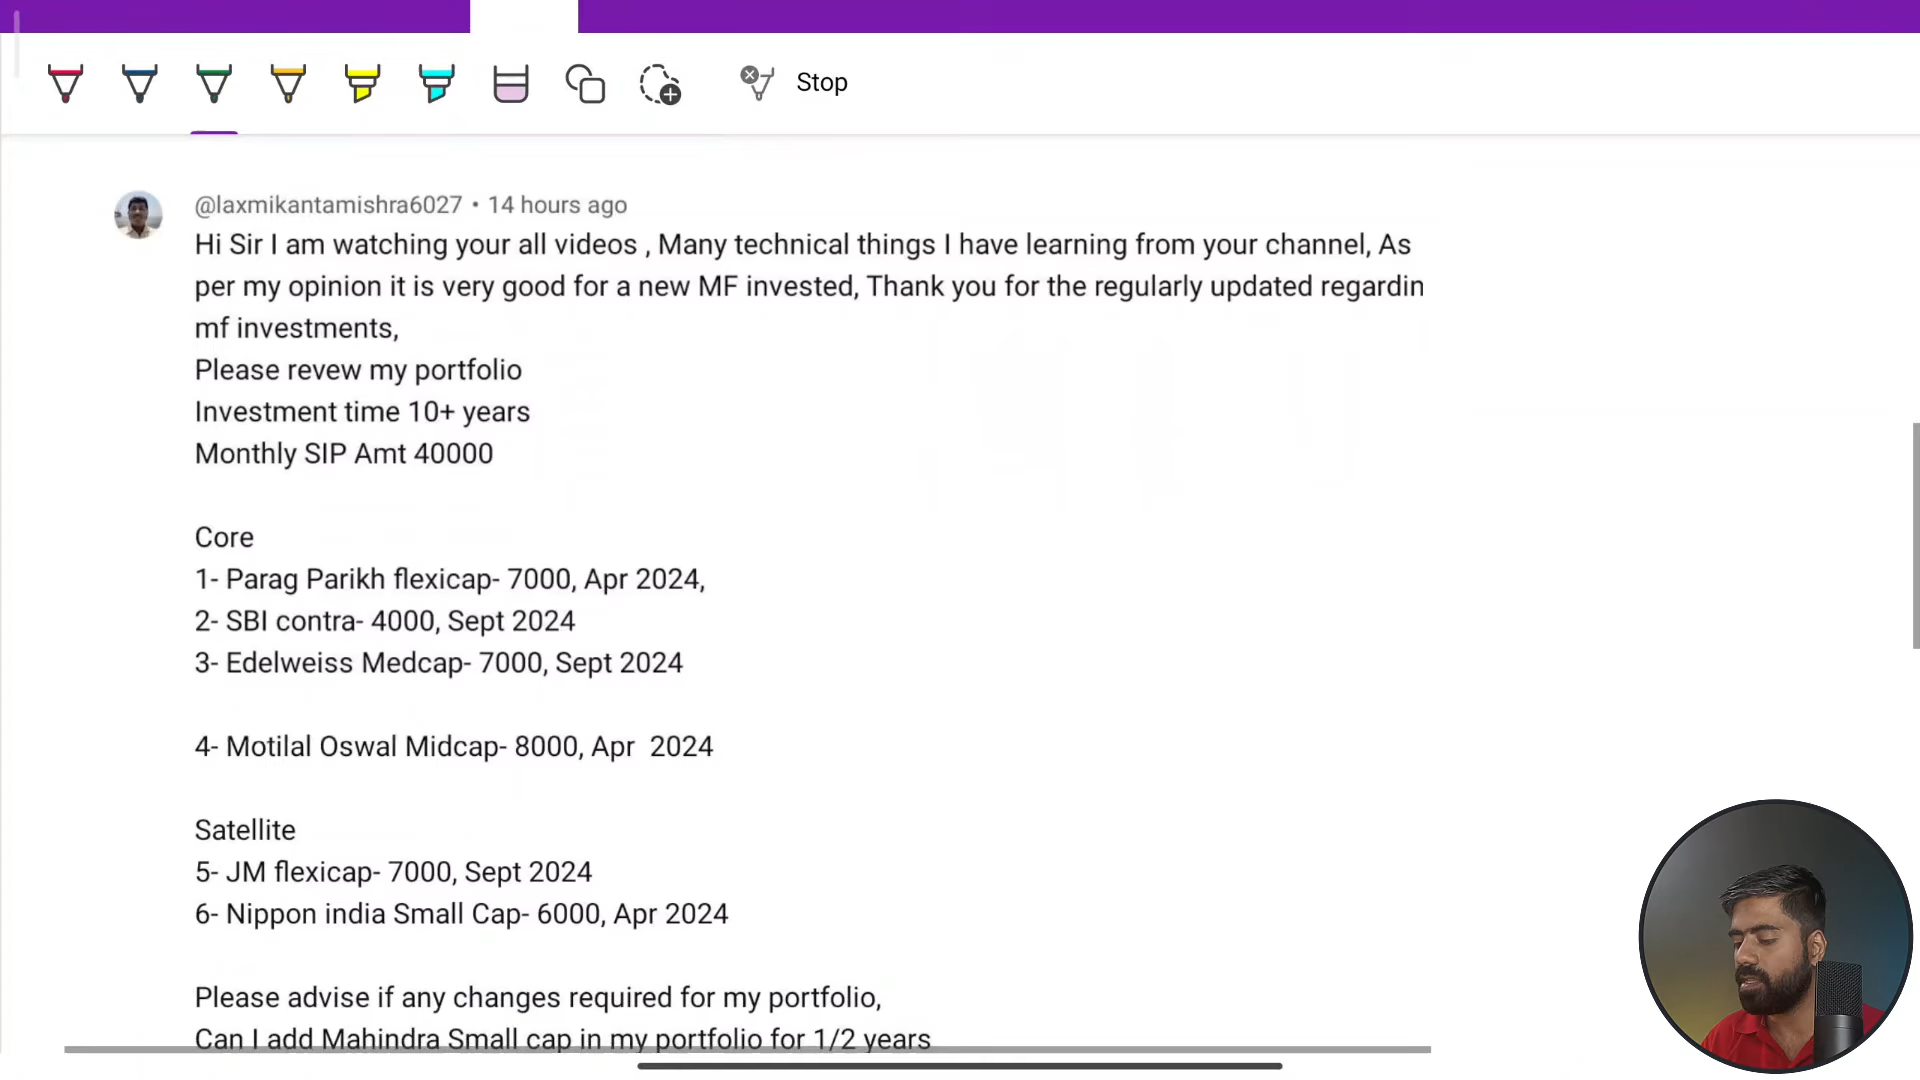 Stop
@laxmikantamishra6027 • 14 hours ago
Hi Sir I am watching your all videos , Many technical things I have learning from your channel, As
per my opinion it is very good for a new MF invested, Thank you for the regularly updated regardin
mf investments,
Please revew my portfolio
Investment time 10+ years
Monthly SIP Amt 40000
Core
1- Parag Parikh flexicap- 7000, Apr 2024,
2- SBI contra- 4000, Sept 2024
3- Edelweiss Medcap- 7000, Sept 2024
4- Motilal Oswal Midcap- 8000, Apr  2024
Satellite
5- JM flexicap- 7000, Sept 2024
6- Nippon india Small Cap- 6000, Apr 2024
Please advise if any changes required for my portfolio,
Can I add Mahindra Small cap in my portfolio for 1/2 years